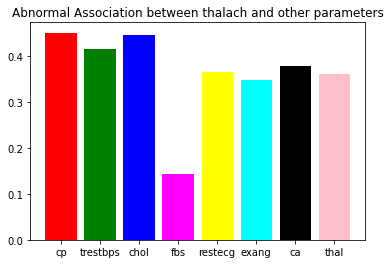 Abnormal Association between thalach and other parameters
0.4
0.3
0.2
0.1
0.0
cp trestbps chol fbs restecg exang ca thal